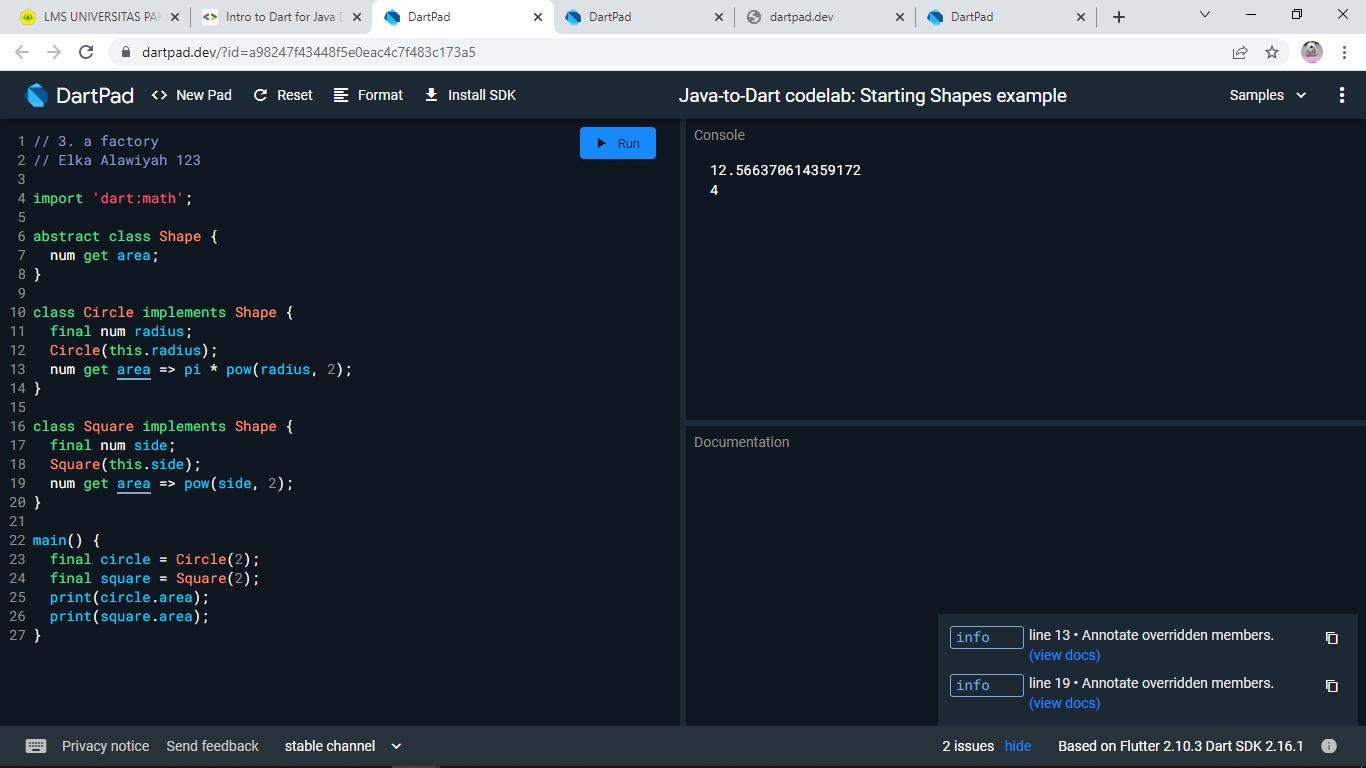 LMS UNIVERSITAS PAK
Intro to Dart for Java D
DartPad
DartPad
dartpad.dev
DartPad
dartpad.dev/?id=a98247f43448f5e0eac4c7f483c173a5
DartPad
<> New Pad
Reset
Format
Install SDK
Java-to-Dart codelab: Starting Shapes example
Samples
1 // 3. a factory
2 // Elka Alawiyah 123
3
4 import 'dart:math';
5
6 abstract class Shape {
7   num get area;
8 }
9
10 class Circle implements Shape {
11   final num radius;
12   Circle(this.radius);
13   num get area => pi * pow(radius, 2);
14 }
15
16 class Square implements Shape {
17   final num side;
18   Square(this.side);
19   num get area => pow(side, 2);
20 }
21
22 main() {
23   final circle = Circle(2);
24   final square = Square(2);
25   print(circle.area);
26   print(square.area);
27 }
Run
Console
12.566370614359172
4
Documentation
info line 13 • Annotate overridden members.
(view docs)
info line 19 • Annotate overridden members.
(view docs)
Privacy notice
Send feedback
stable channel
2 issues hide
Based on Flutter 2.10.3 Dart SDK 2.16.1